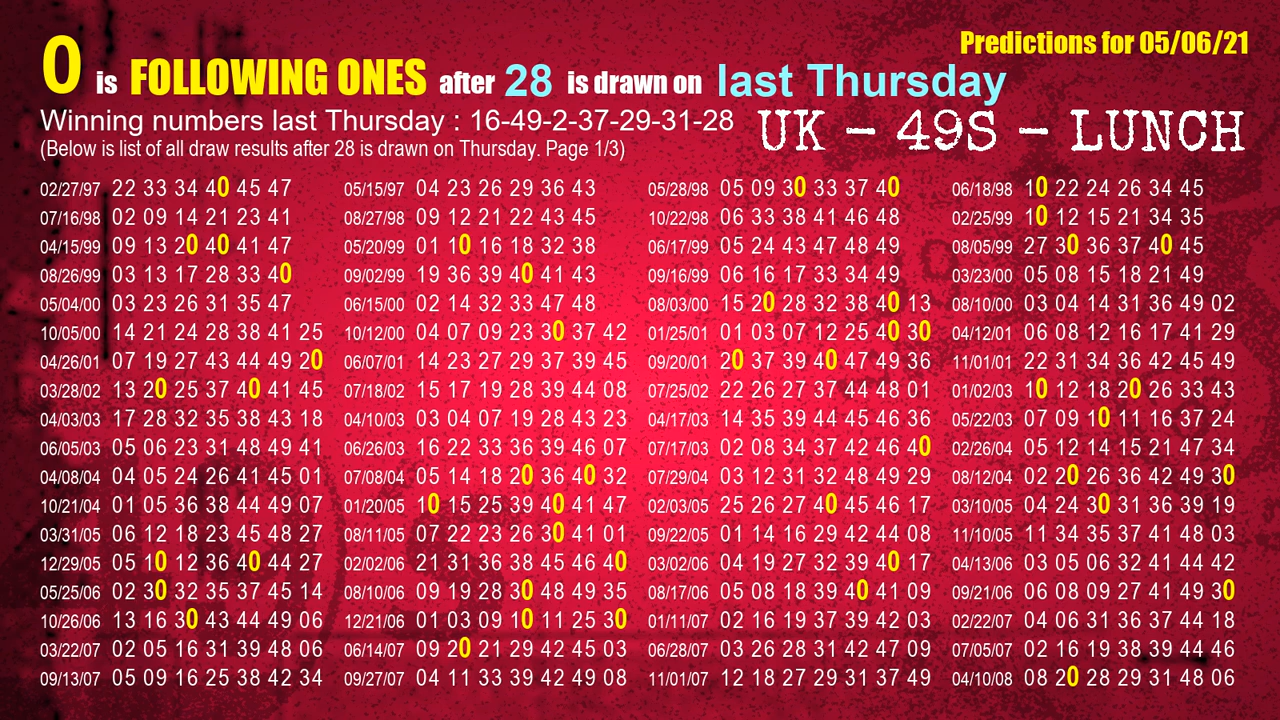 Predictions for 05/06/21
0 is FOLLOWING ONES after 28 is drawn on last Thursday
Winning numbers last Thursday : 16-49-2-37-29-31-28
UK - 49S - LUNCH
(Below is list of all draw results after 28 is drawn on Thursday. Page 1/3)
02/27/97 22 33 34 40 45 47 05/15/97 04 23 26 29 36 43 05/28/98 05 09 30 33 37 40 06/18/98 10 22 24 26 34 45
07/16/98 02 09 14 21 23 41 08/27/98 09 12 21 22 43 45 10/22/98 06 33 38 41 46 48 02/25/99 10 12 15 21 34 35
04/15/99 09 13 20 40 41 47 05/20/99 01 10 16 18 32 38 06/17/99 05 24 43 47 48 49 08/05/99 27 30 36 37 40 45
08/26/99 03 13 17 28 33 40 09/02/99 19 36 39 40 41 43 09/16/99 06 16 17 33 34 49 03/23/00 05 08 15 18 21 49
05/04/00 03 23 26 31 35 47 06/15/00 02 14 32 33 47 48 08/03/00 15 20 28 32 38 40 13 08/10/00 03 04 14 31 36 49 02
10/05/00 14 21 24 28 38 41 25 10/12/00 04 07 09 23 30 37 42 01/25/01 01 03 07 12 25 40 30 04/12/01 06 08 12 16 17 41 29
04/26/01 07 19 27 43 44 49 20 06/07/01 14 23 27 29 37 39 45 09/20/01 20 37 39 40 47 49 36 11/01/01 22 31 34 36 42 45 49
03/28/02 13 20 25 37 40 41 45 07/18/02 15 17 19 28 39 44 08 07/25/02 22 26 27 37 44 48 01 01/02/03 10 12 18 20 26 33 43
04/03/03 17 28 32 35 38 43 18 04/10/03 03 04 07 19 28 43 23 04/17/03 14 35 39 44 45 46 36 05/22/03 07 09 10 11 16 37 24
06/05/03 05 06 23 31 48 49 41 06/26/03 16 22 33 36 39 46 07 07/17/03 02 08 34 37 42 46 40 02/26/04 05 12 14 15 21 47 34
04/08/04 04 05 24 26 41 45 01 07/08/04 05 14 18 20 36 40 32 07/29/04 03 12 31 32 48 49 29 08/12/04 02 20 26 36 42 49 30
10/21/04 01 05 36 38 44 49 07 01/20/05 10 15 25 39 40 41 47 02/03/05 25 26 27 40 45 46 17 03/10/05 04 24 30 31 36 39 19
03/31/05 06 12 18 23 45 48 27 08/11/05 07 22 23 26 30 41 01 09/22/05 01 14 16 29 42 44 08 11/10/05 11 34 35 37 41 48 03
12/29/05 05 10 12 36 40 44 27 02/02/06 21 31 36 38 45 46 40 03/02/06 04 19 27 32 39 40 17 04/13/06 03 05 06 32 41 44 42
05/25/06 02 30 32 35 37 45 14 08/10/06 09 19 28 30 48 49 35 08/17/06 05 08 18 39 40 41 09 09/21/06 06 08 09 27 41 49 30
10/26/06 13 16 30 43 44 49 06 12/21/06 01 03 09 10 11 25 30 01/11/07 02 16 19 37 39 42 03 02/22/07 04 06 31 36 37 44 18
03/22/07 02 05 16 31 39 48 06 06/14/07 09 20 21 29 42 45 03 06/28/07 03 26 28 31 42 47 09 07/05/07 02 16 19 38 39 44 46
09/13/07 05 09 16 25 38 42 34 09/27/07 04 11 33 39 42 49 08 11/01/07 12 18 27 29 31 37 49 04/10/08 08 20 28 29 31 48 06